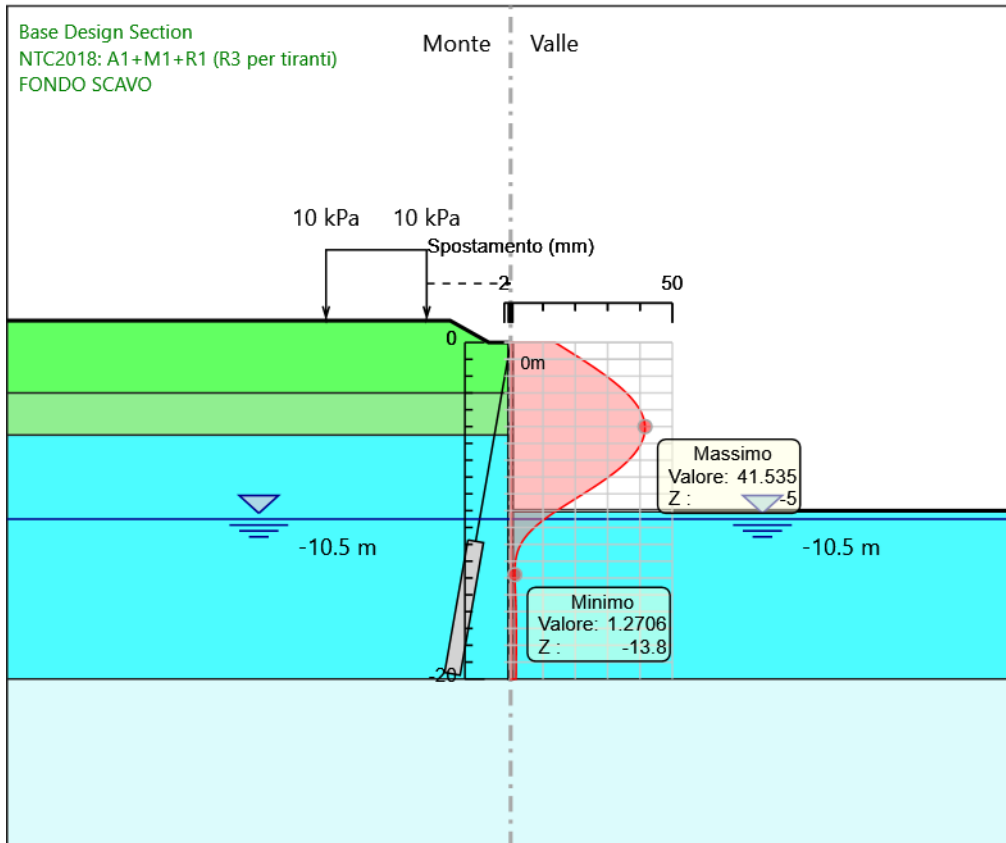 Base Design Section
NTC2018: A1+M1+R1 (R3 per tiranti)
FONDO SCAVO
Monte
Valle
10 kPa
10 kPa
Spostamento (mm)
-2
50
0
0m
Massimo
Valore: 41.535
Z : -5
-10.5 m
-10.5 m
Minimo
Valore: 1.2706
Z : -13.8
-20